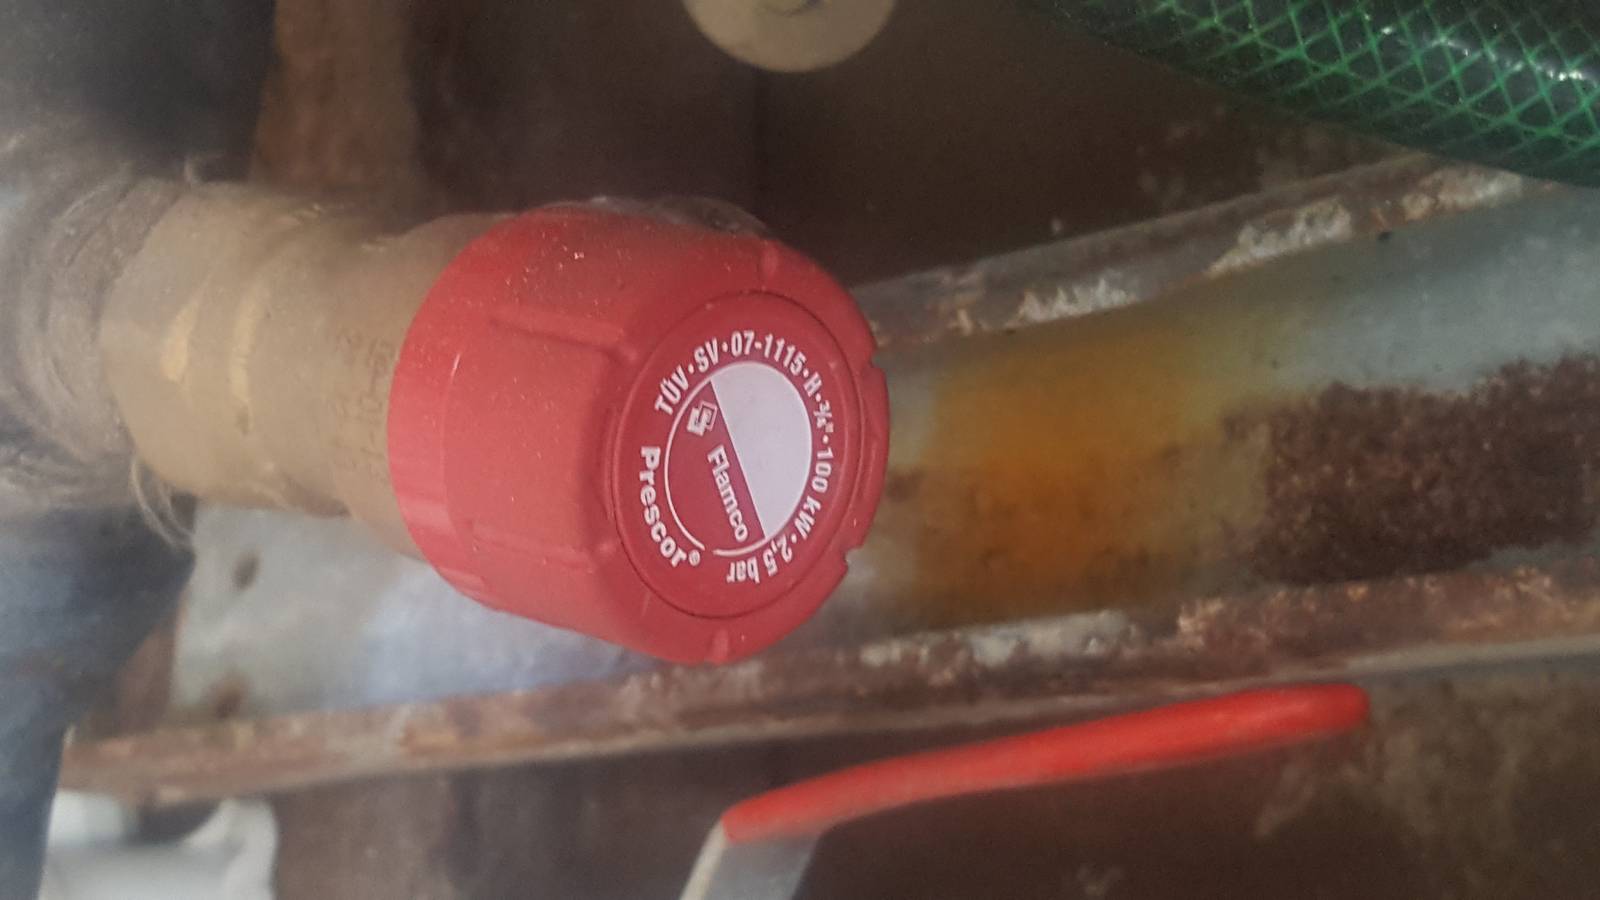 TÜV·SV·07-1115·H·¾"·100 kW·2,5 bar
Flamco
Prescor®